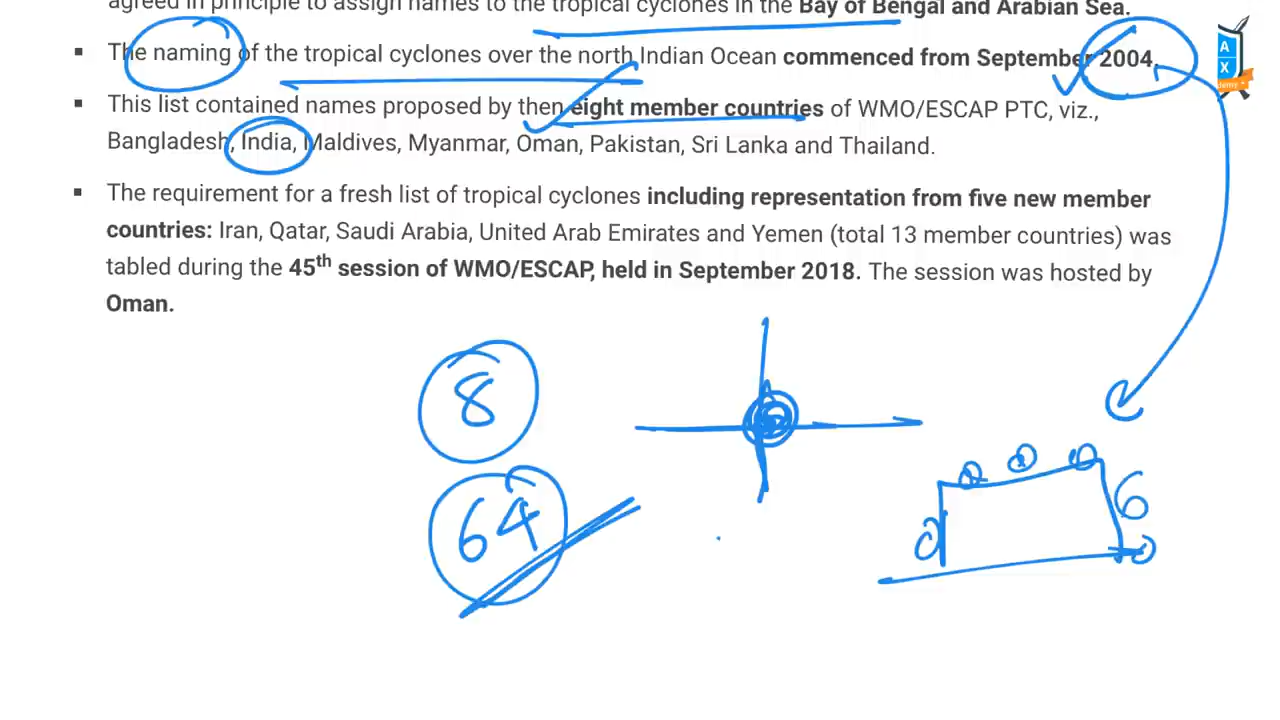 agreed in principle to assign names to the tropical cyclones in the Bay of Bengal and Arabian Sea.
▪ The naming of the tropical cyclones over the north Indian Ocean commenced from September 2004.
▪ This list contained names proposed by then eight member countries of WMO/ESCAP PTC, viz.,
Bangladesh, India, Maldives, Myanmar, Oman, Pakistan, Sri Lanka and Thailand.
▪ The requirement for a fresh list of tropical cyclones including representation from five new member
countries: Iran, Qatar, Saudi Arabia, United Arab Emirates and Yemen (total 13 member countries) was
tabled during the 45th session of WMO/ESCAP, held in September 2018. The session was hosted by
Oman.
8
64
A
X